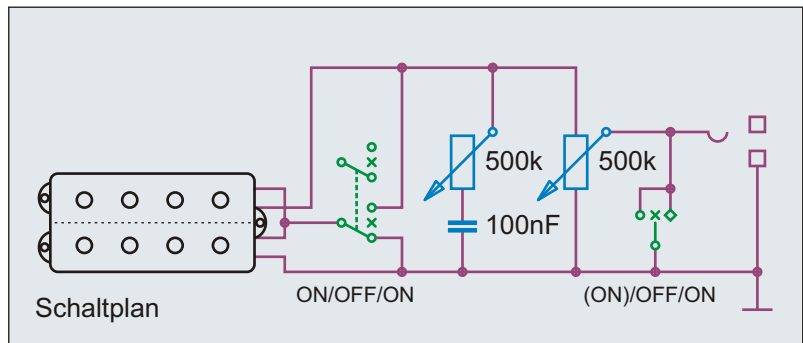 500k
500k
100nF
ON/OFF/ON
(ON)/OFF/ON
Schaltplan